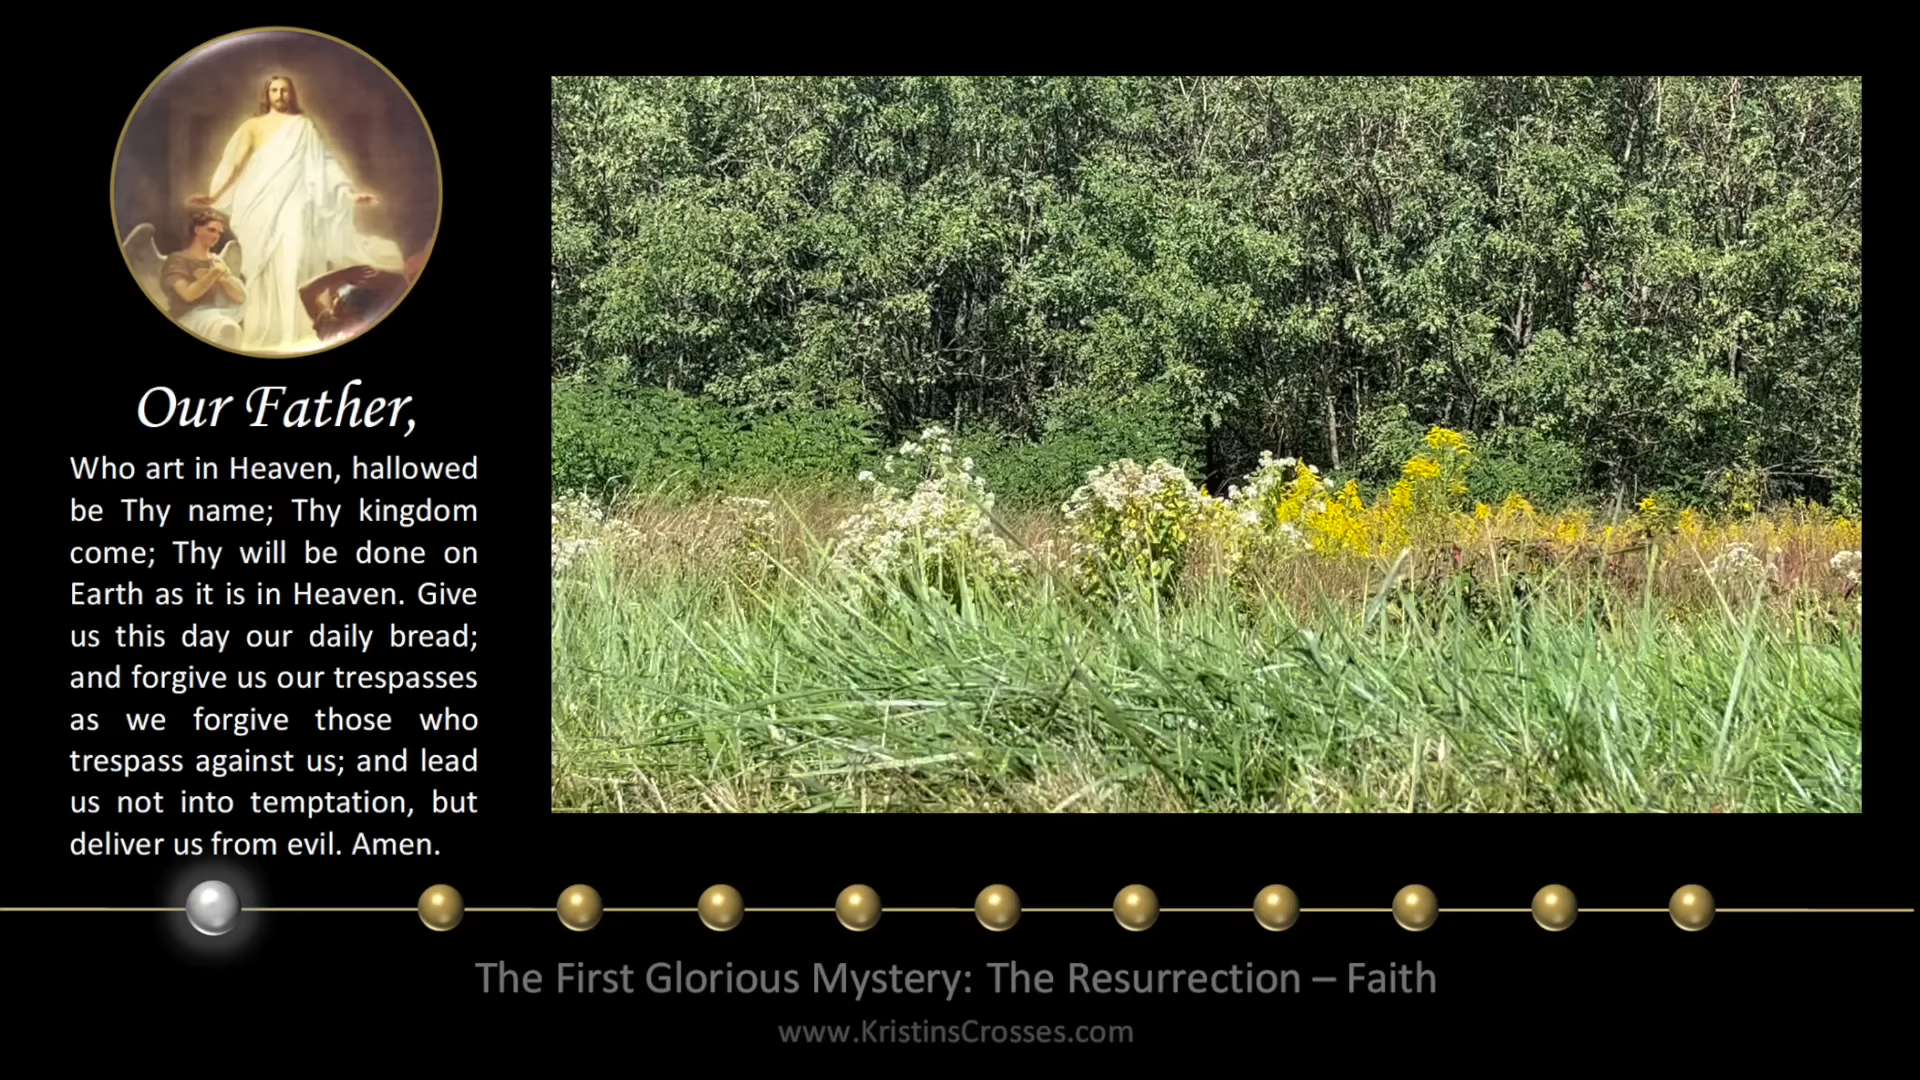 Our Father,
Who art in Heaven, hallowed
be Thy name; Thy kingdom
come; Thy will be done on
Earth as it is in Heaven. Give
us this day our daily bread;
and forgive us our trespasses
as we forgive those who
trespass against us; and lead
us not into temptation, but
deliver us from evil. Amen.
The First Glorious Mystery: The Resurrection – Faith
www.KristinsCrosses.com